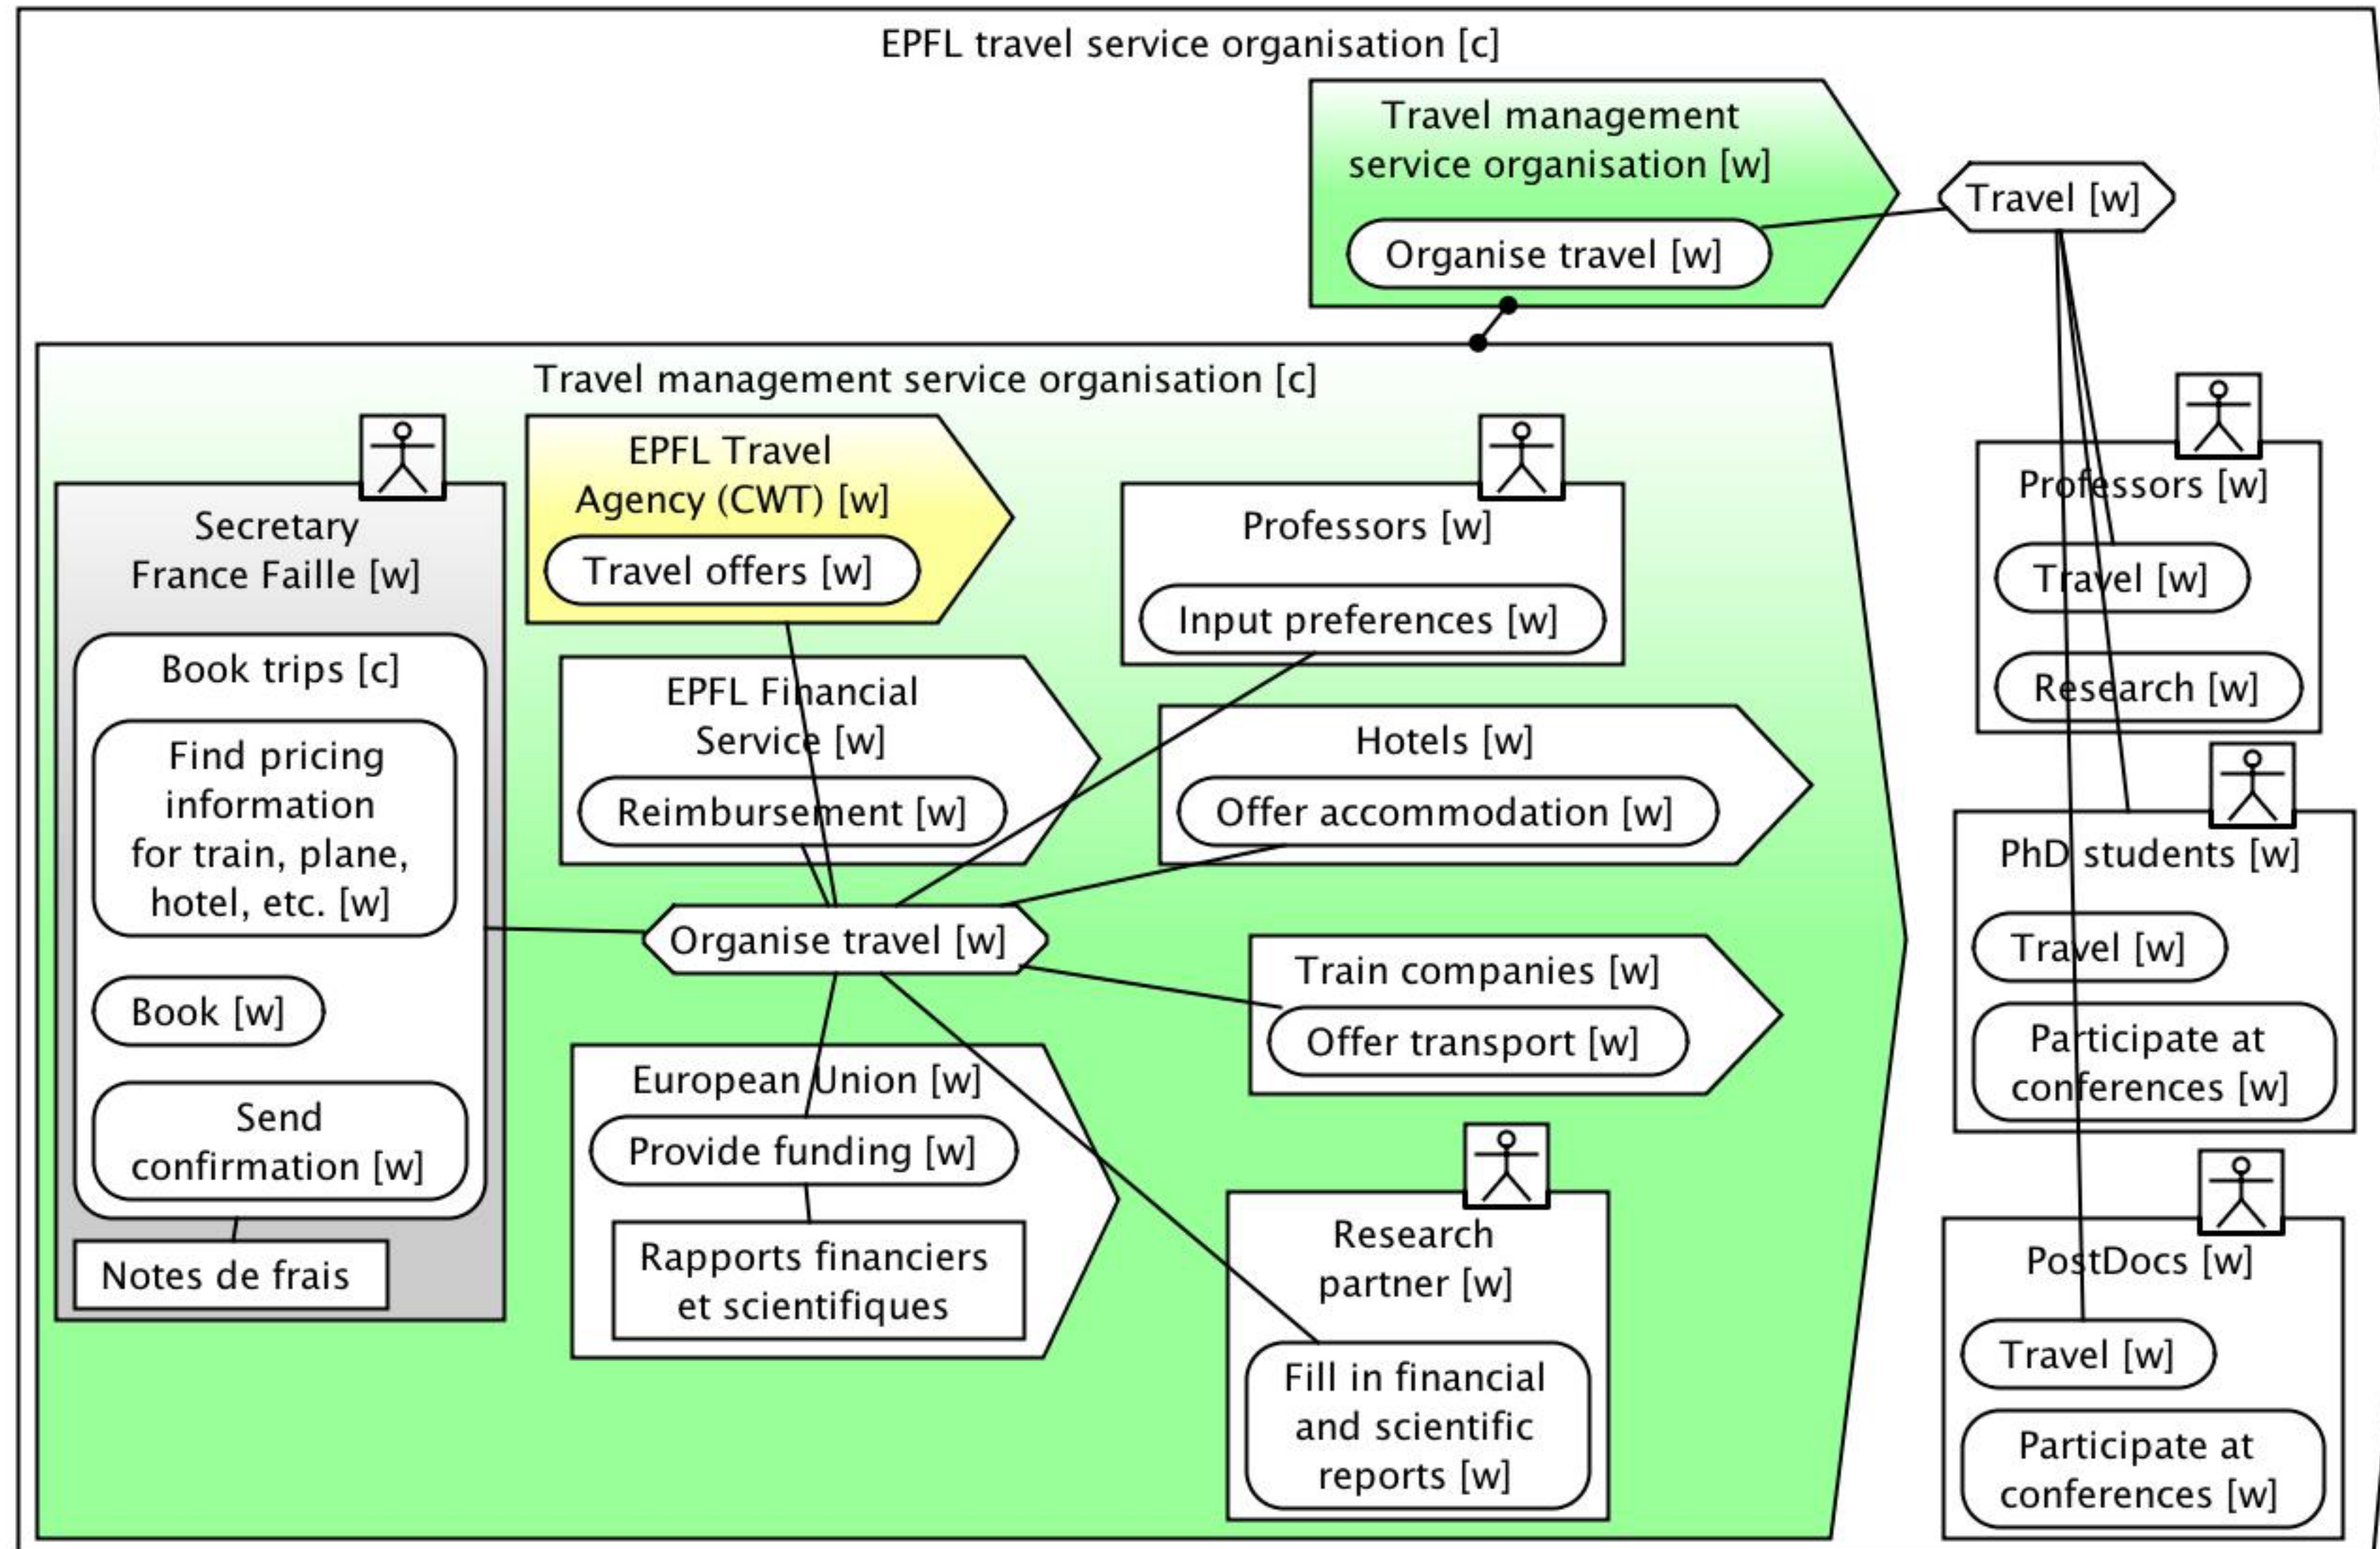 EPFL travel service organisation [c]
Travel management
service organisation [w]
Organise travel [w]
Travel [w]
Travel management service organisation [c]
Secretary
France Faille [w]
Book trips [c]
Find pricing
information
for train, plane,
hotel, etc. [w]
Book [w]
Send
confirmation [w]
Notes de frais
EPFL Travel
Agency (CWT) [w]
Travel offers [w]
EPFL Financial
Service [w]
Reimbursement [w]
Organise travel [w]
European Union [w]
Provide funding [w]
Rapports financiers
et scientifiques
Professors [w]
Input preferences [w]
Hotels [w]
Offer accommodation [w]
Train companies [w]
Offer transport [w]
Research
partner [w]
Fill in financial
and scientific
reports [w]
Professors [w]
Travel [w]
Research [w]
PhD students [w]
Travel [w]
Participate at
conferences [w]
PostDocs [w]
Travel [w]
Participate at
conferences [w]